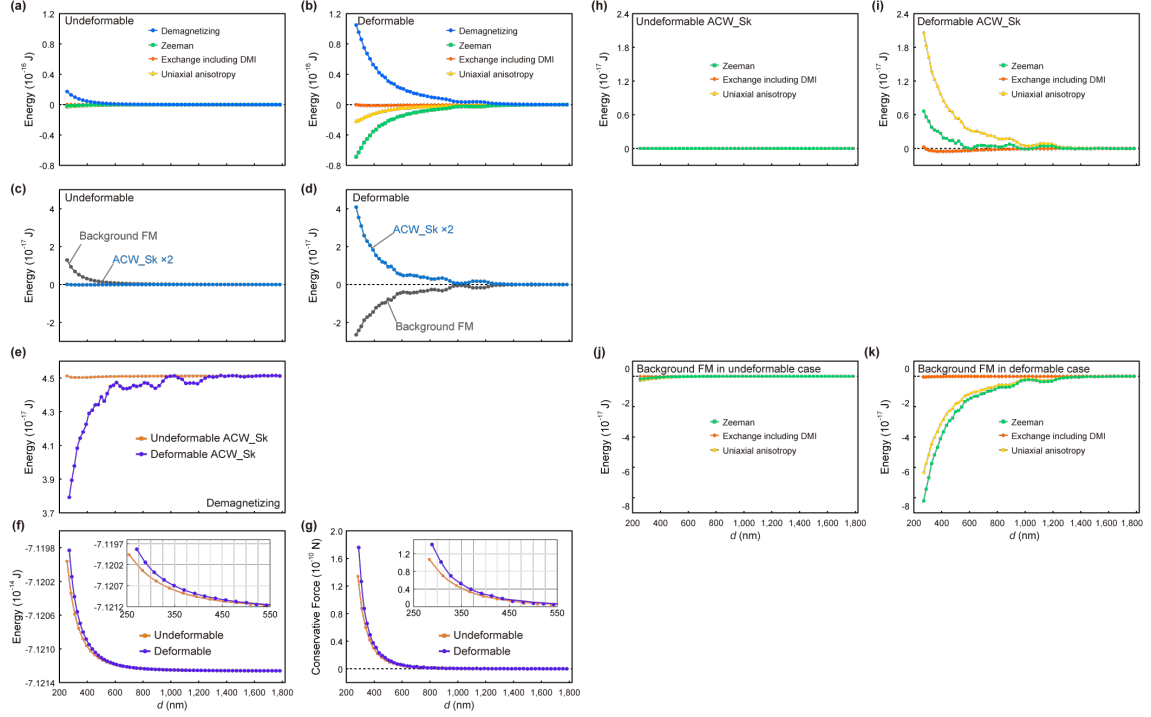 (a)
Undeformable
1.2
0.8
0.4
0
-0.4
-0.8
Energy (10⁻¹⁶ J)
Demagnetizing
Zeeman
Exchange including DMI
Uniaxial anisotropy
(b)
Deformable
1.2
0.8
0.4
0
-0.4
-0.8
Energy (10⁻¹⁶ J)
Demagnetizing
Zeeman
Exchange including DMI
Uniaxial anisotropy
(h)
Undeformable ACW_Sk
2.4
1.8
1.2
0.6
0
Energy (10⁻¹⁷ J)
Zeeman
Exchange including DMI
Uniaxial anisotropy
(i)
Deformable ACW_Sk
2.4
1.8
1.2
0.6
0
Energy (10⁻¹⁷ J)
Zeeman
Exchange including DMI
Uniaxial anisotropy
(c)
Undeformable
4
2
0
-2
Energy (10⁻¹⁷ J)
Background FM
ACW_Sk ×2
(d)
Deformable
4
2
0
-2
Energy (10⁻¹⁷ J)
ACW_Sk ×2
Background FM
(e)
4.5
4.3
4.1
3.9
3.7
Energy (10⁻¹⁷ J)
Undeformable ACW_Sk
Deformable ACW_Sk
Demagnetizing
(j)
Background FM in undeformable case
0
-2
-4
-6
-8
Energy (10⁻¹⁷ J)
Zeeman
Exchange including DMI
Uniaxial anisotropy
200 400 600 800 1,000 1,200 1,400 1,600 1,800
d (nm)
(k)
Background FM in deformable case
0
-2
-4
-6
-8
Energy (10⁻¹⁷ J)
Zeeman
Exchange including DMI
Uniaxial anisotropy
200 400 600 800 1,000 1,200 1,400 1,600 1,800
d (nm)
(f)
-7.1198
-7.1202
-7.1206
-7.1210
-7.1214
Energy (10⁻¹⁴ J)
-7.1197
-7.1202
-7.1207
-7.1212
250 350 450 550
Undeformable
Deformable
200 400 600 800 1,000 1,200 1,400 1,600 1,800
d (nm)
(g)
2.0
1.6
1.2
0.8
0.4
0
Conservative Force (10⁻¹⁰ N)
1.2
0.8
0.4
0
250 350 450 550
Undeformable
Deformable
200 400 600 800 1,000 1,200 1,400 1,600 1,800
d (nm)